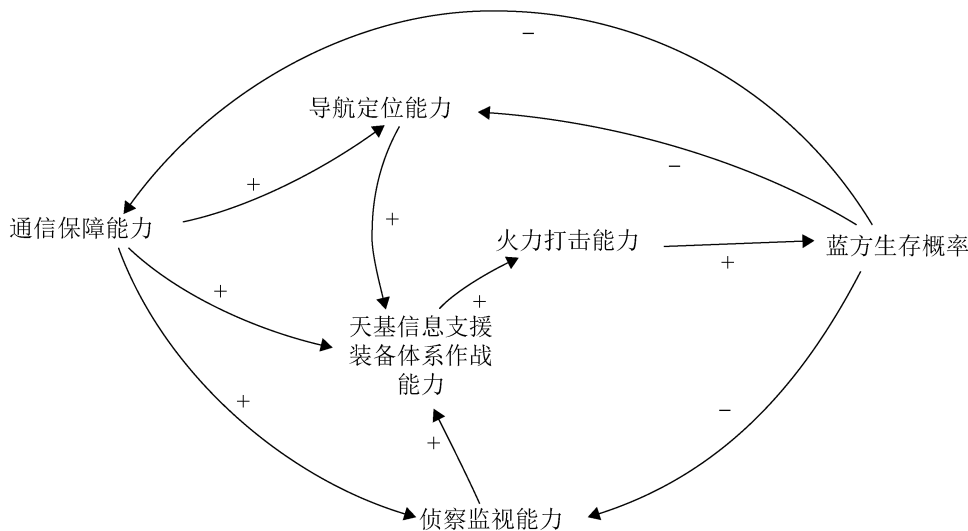 −
导航定位能力
−
+
通信保障能力
+
火力打击能力
蓝方生存概率
+
+
+
天基信息支援
装备体系作战
能力
+
−
+
侦察监视能力